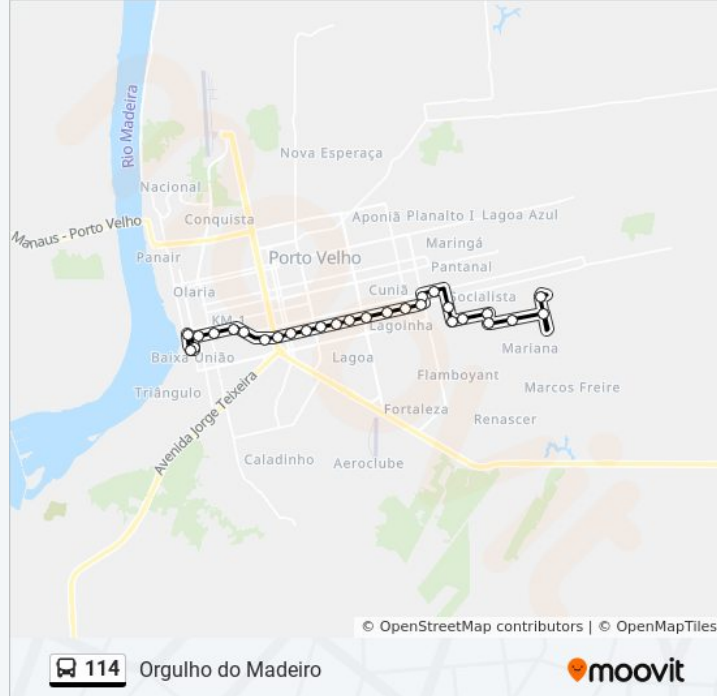 Rio Madeira
Nova Esperaça
Nacional
Conquista
Aponiã
Planalto I
Lagoa Azul
Manaus - Porto Velho
Maringá
Panair
Porto Velho
Pantanal
Olaria
Cuniã
Socialista
KM-1
Lagoinha
Baixa União
Lagoa
Mariana
Triângulo
Flamboyant
Marcos Freire
Avenida Jorge Teixeira
Fortaleza
Renascer
Caladinho
Aeroclube
© OpenStreetMap contributors | © OpenMapTiles
114 Orgulho do Madeiro
moovit